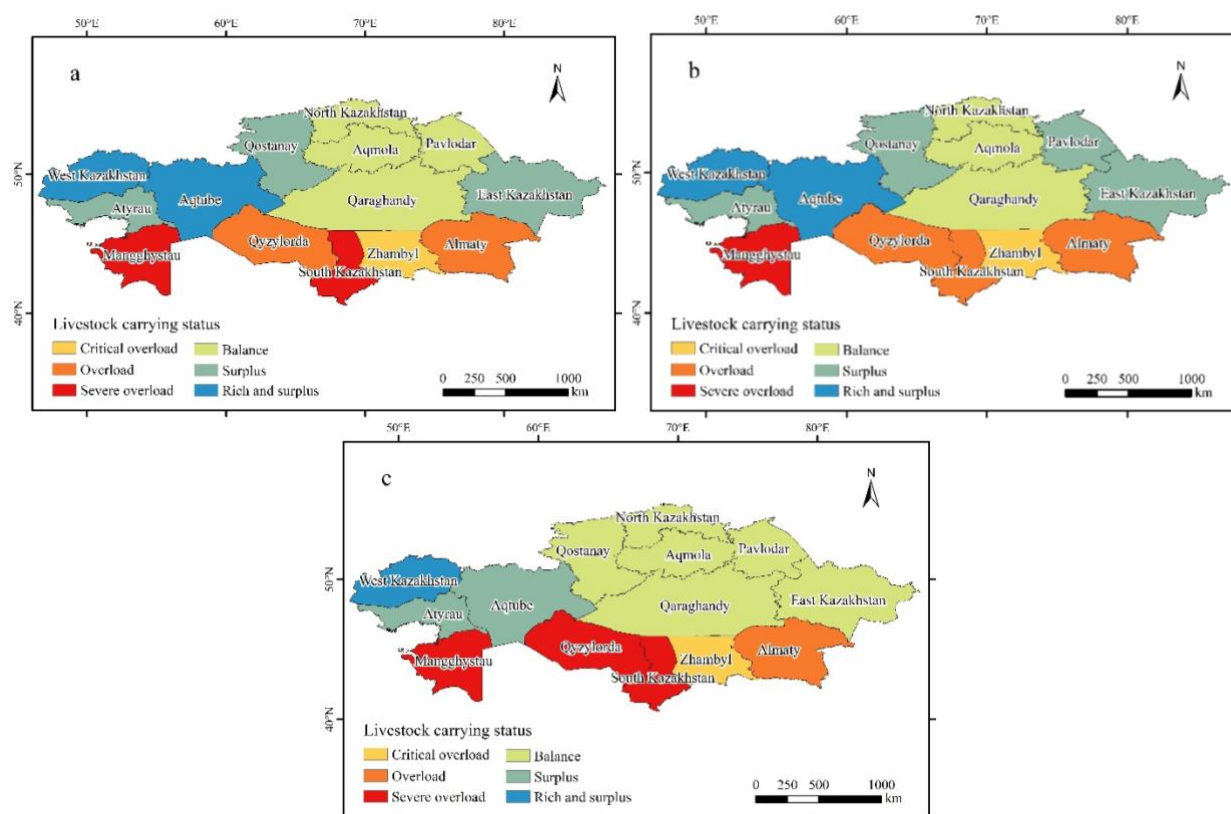 50°E 60°E 70°E 80°E
a
N
North Kazakhstan
Qostanay
Aqmola
Pavlodar
50°N
West Kazakhstan
Aqtube
East Kazakhstan
Atyrau
Qaraghandy
Qyzylorda
Zhambyl
Almaty
Mangghystau
South Kazakhstan
40°N
Livestock carrying status
Critical overload Balance
Overload Surplus
Severe overload Rich and surplus
0 250 500 1000
km
50°E 60°E 70°E 80°E
b
N
North Kazakhstan
Qostanay
Aqmola
Pavlodar
50°N
West Kazakhstan
Aqtube
East Kazakhstan
Atyrau
Qaraghandy
Qyzylorda
Zhambyl
Almaty
Mangghystau
South Kazakhstan
40°N
Livestock carrying status
Critical overload Balance
Overload Surplus
Severe overload Rich and surplus
0 250 500 1000
km
50°E 60°E 70°E 80°E
c
N
North Kazakhstan
Qostanay
Aqmola
Pavlodar
50°N
West Kazakhstan
Aqtube
East Kazakhstan
Atyrau
Qaraghandy
Qyzylorda
Zhambyl
Almaty
Mangghystau
South Kazakhstan
40°N
Livestock carrying status
Critical overload Balance
Overload Surplus
Severe overload Rich and surplus
0 250 500 1000
km